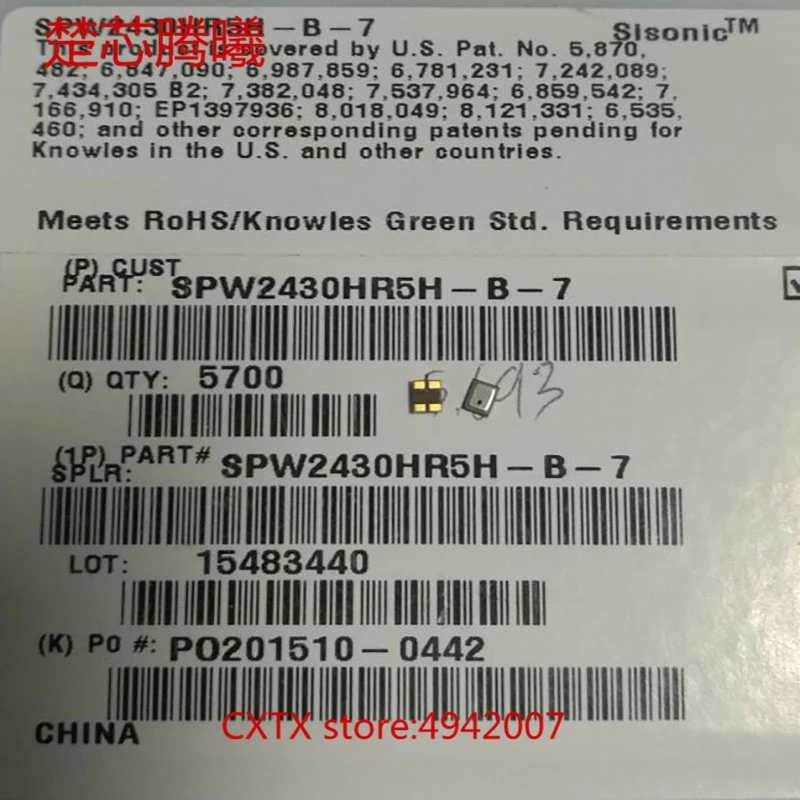 SPW2430HR5H-B-7
SiSonic™
楚芯腾曦
This product is covered by U.S. Pat. No. 5,870,
482; 6,847,090; 6,987,859; 6,781,231; 7,242,089;
7,434,305 B2; 7,382,048; 7,537,964; 6,859,542; 7,
166,910; EP1397936; 8,018,049; 8,121,331; 6,535,
460; and other corresponding patents pending for
Knowles in the U.S. and other countries.
Meets RoHS/Knowles Green Std. Requirements
(P) CUST
PART: SPW2430HR5H-B-7
(Q) QTY: 5700
93
(1P) PART#
SPLR: SPW2430HR5H-B-7
LOT: 15483440
(K) PO #: PO201510-0442
CXTX store:4942007
CHINA